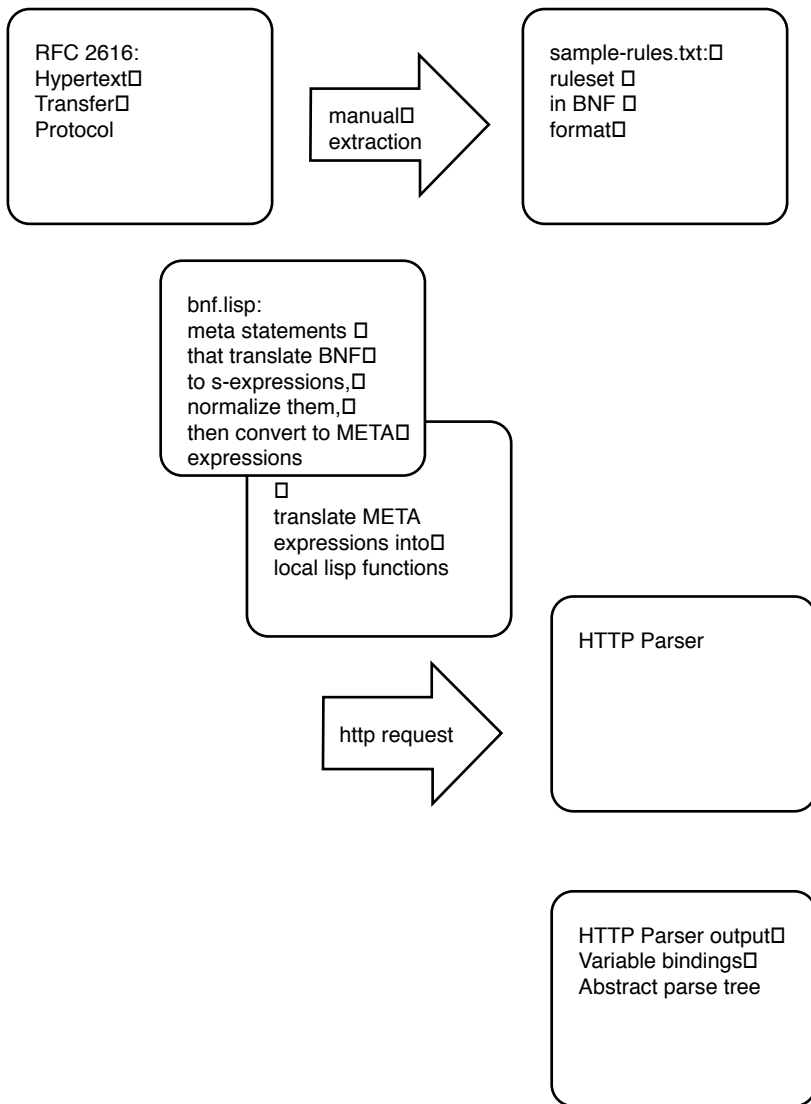 RFC 2616:
Hypertext□
Transfer□
Protocol
manual□
extraction
sample-rules.txt:□
ruleset □
in BNF □
format□
bnf.lisp:
meta statements □
that translate BNF□
to s-expressions,□
normalize them,□
then convert to META□
expressions
□
translate META
expressions into□
local lisp functions
HTTP Parser
http request
HTTP Parser output□
Variable bindings□
Abstract parse tree